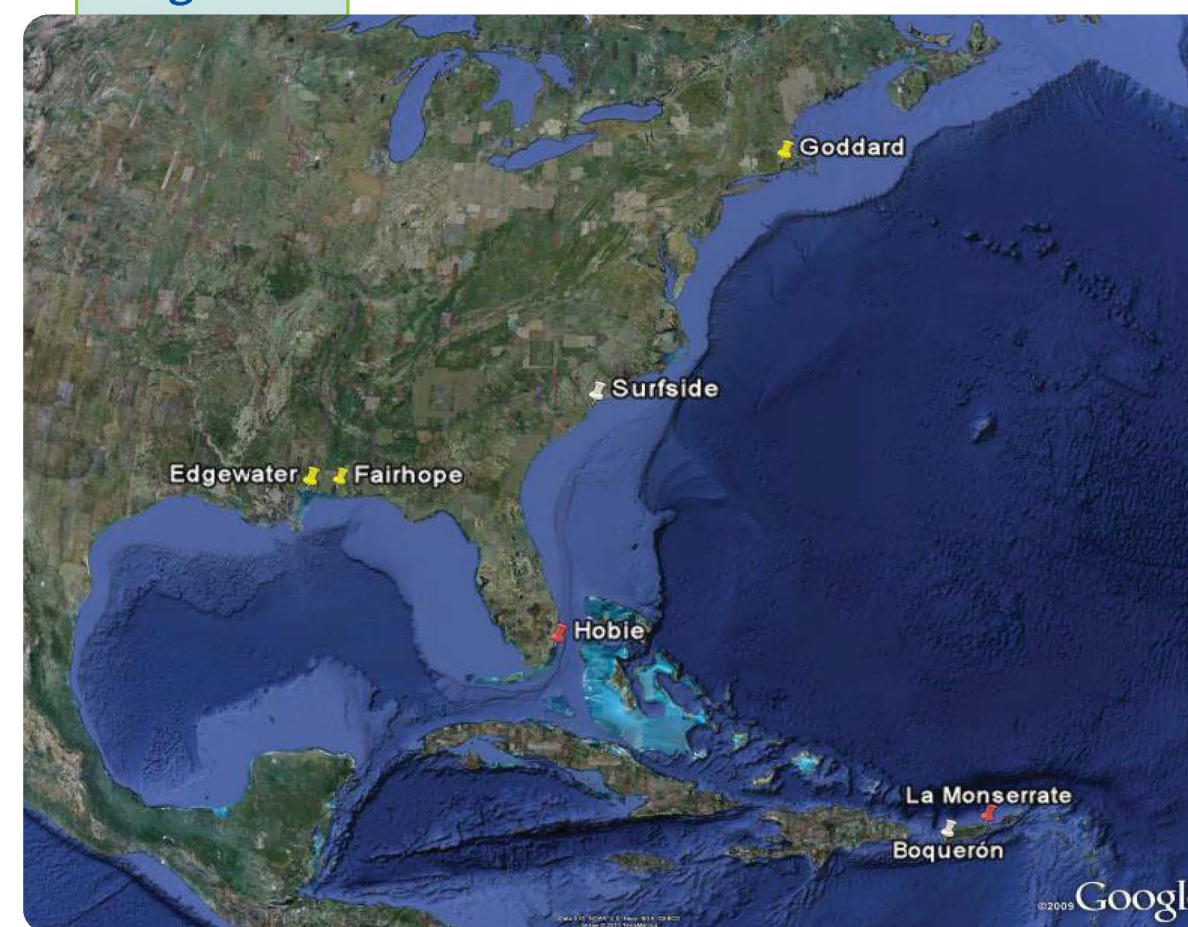 Goddard
Surfside
Edgewater
Fairhope
Hobie
La Monserrate
Boquerón
©2009 Google